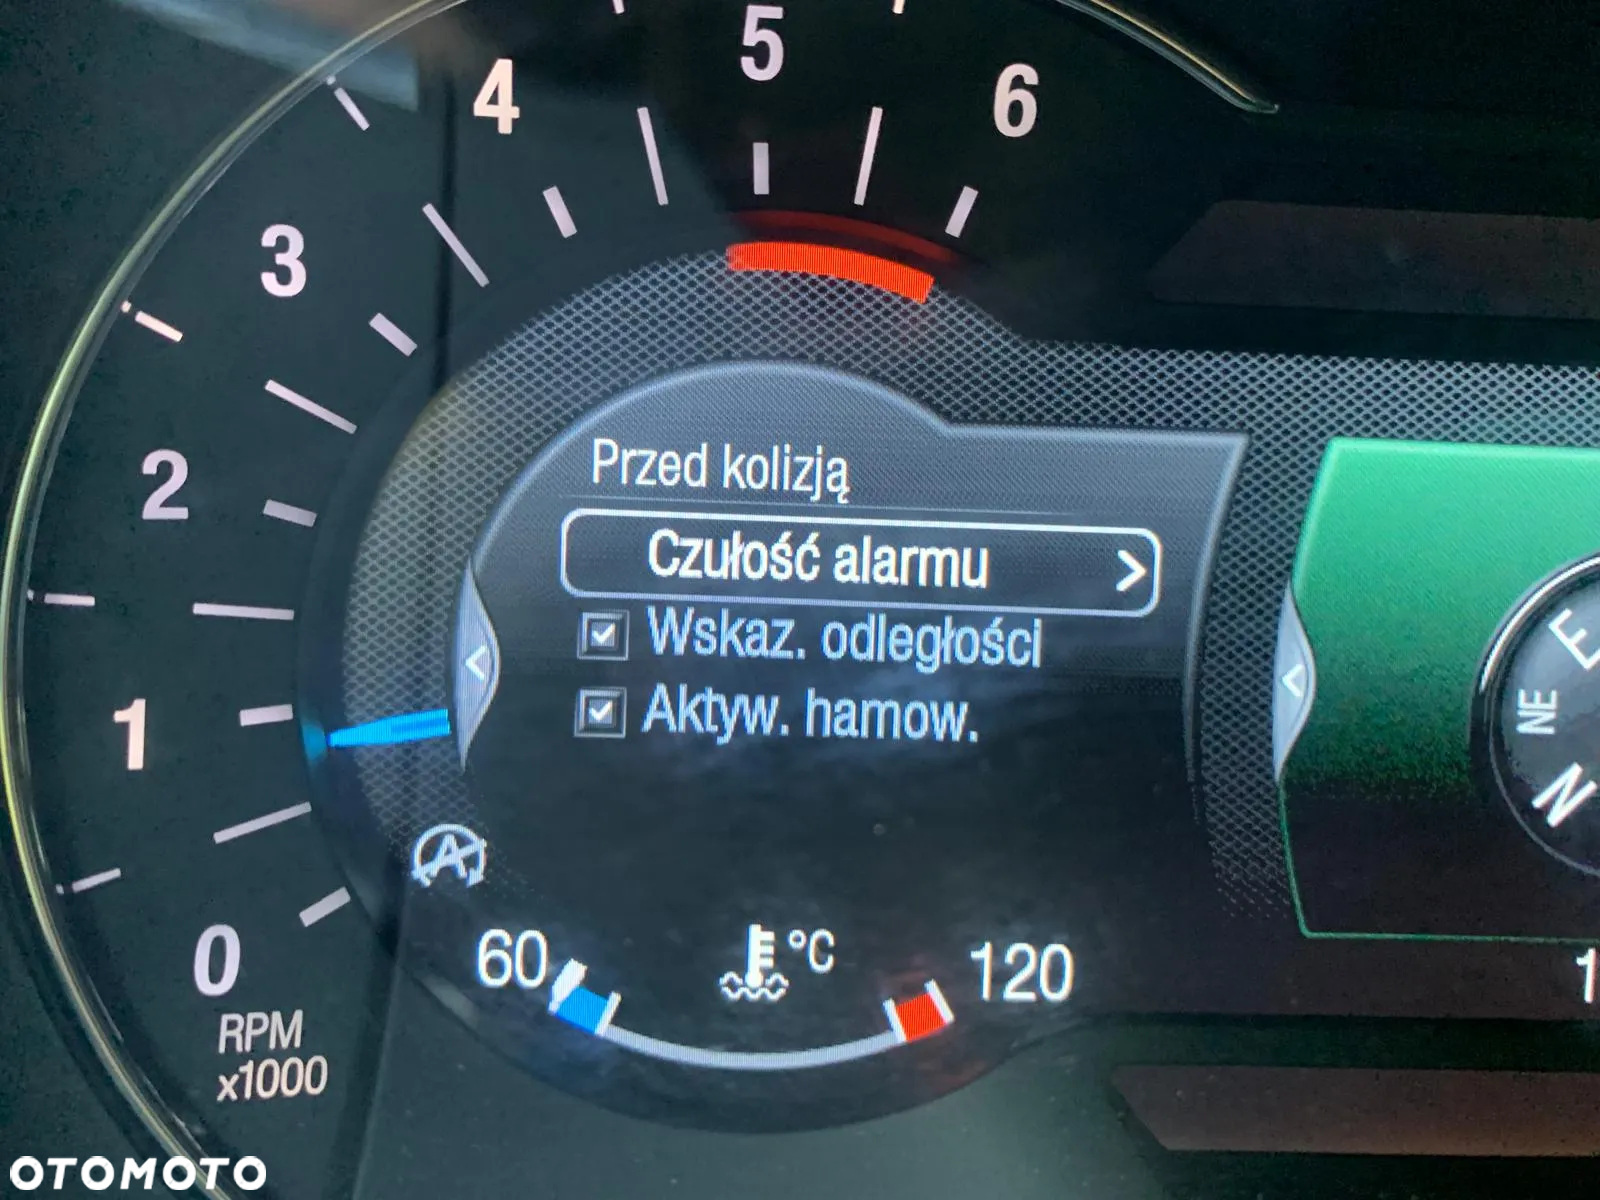 5
4
6
3
2
1
0
RPM
x1000
Przed kolizją
Czułość alarmu >
Wskaz. odległości
Aktyw. hamow.
<
<
A
60
°C
120
E
NE
N
1
OTOMOTO